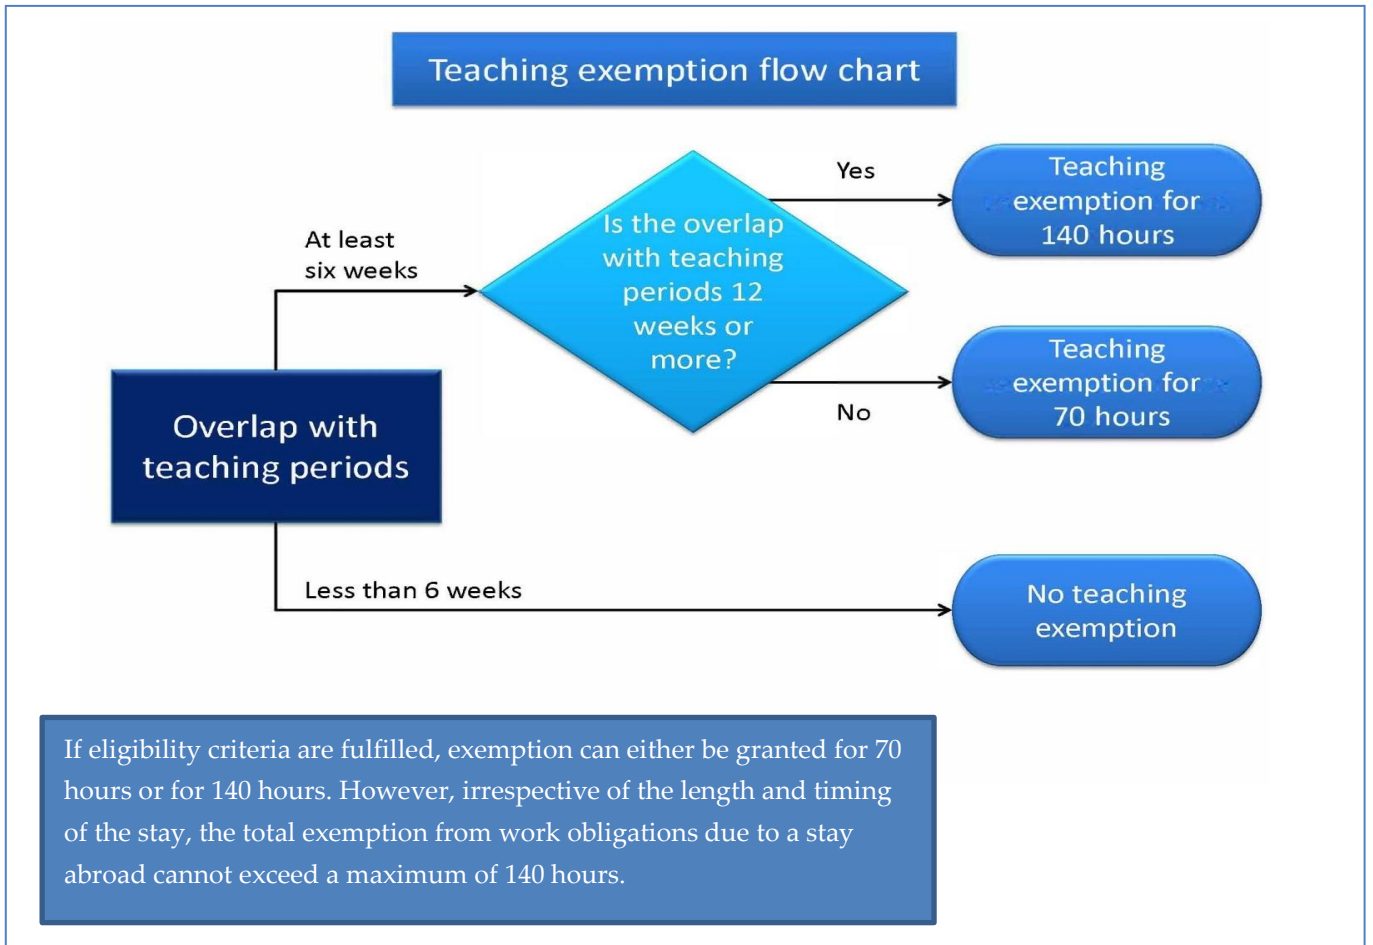 Teaching exemption flow chart
Yes
Teaching
exemption for
140 hours
At least
six weeks
Is the overlap
with teaching
periods 12
weeks or
more?
Teaching
exemption for
70 hours
No
Overlap with
teaching periods
Less than 6 weeks
No teaching
exemption
If eligibility criteria are fulfilled, exemption can either be granted for 70
hours or for 140 hours. However, irrespective of the length and timing
of the stay, the total exemption from work obligations due to a stay
abroad cannot exceed a maximum of 140 hours.